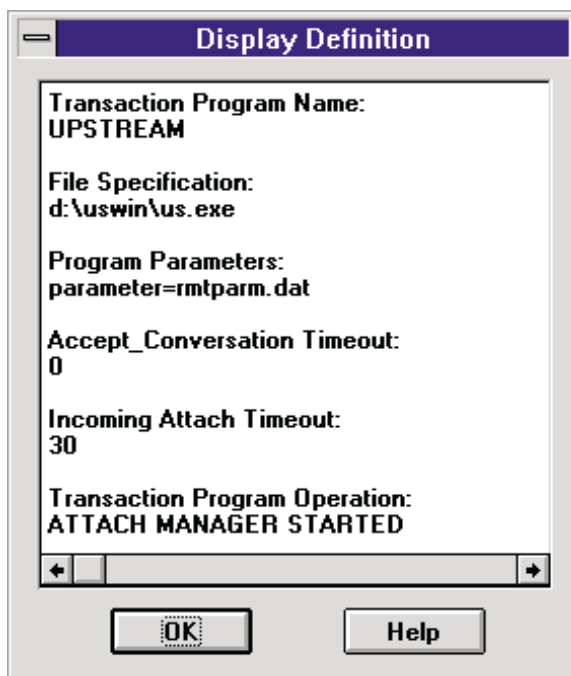 Display Definition
Transaction Program Name:
UPSTREAM
File Specification:
d:\uswin\us.exe
Program Parameters:
parameter=rmtparm.dat
Accept_Conversation Timeout:
0
Incoming Attach Timeout:
30
Transaction Program Operation:
ATTACH MANAGER STARTED
OK
Help